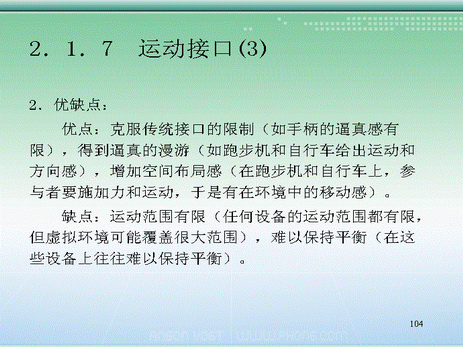 2．1．7　运动接口(3)
2．优缺点：
优点：克服传统接口的限制（如手柄的逼真感有
限），得到逼真的漫游（如跑步机和自行车给出运动和
方向感），增加空间布局感（在跑步机和自行车上，参
与者要施加力和运动，于是有在环境中的移动感）。
缺点：运动范围有限（任何设备的运动范围都有限，
但虚拟环境可能覆盖很大范围），难以保持平衡（在这
些设备上往往难以保持平衡）。
104